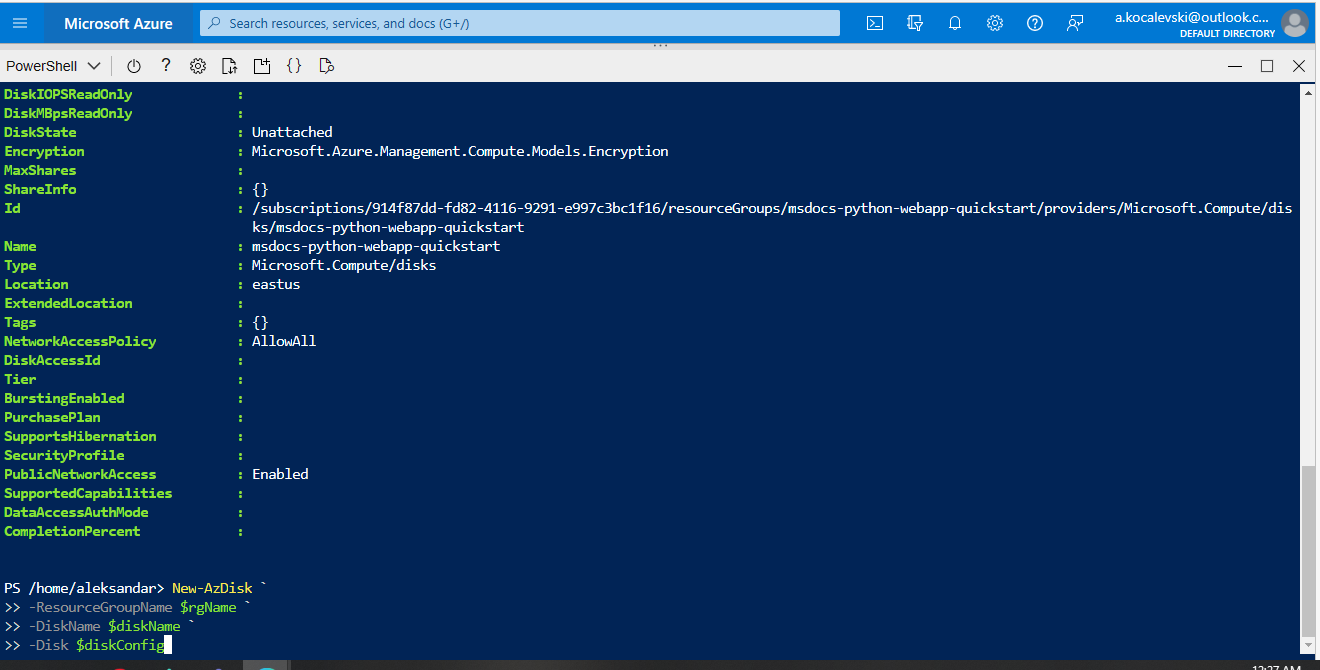 Microsoft Azure
Search resources, services, and docs (G+/)
a.kocalevski@outlook.c...
DEFAULT DIRECTORY
PowerShell
DiskIOPSReadOnly :
DiskMBpsReadOnly :
DiskState : Unattached
Encryption : Microsoft.Azure.Management.Compute.Models.Encryption
MaxShares :
ShareInfo : {}
Id : /subscriptions/914f87dd-fd82-4116-9291-e997c3bc1f16/resourceGroups/msdocs-python-webapp-quickstart/providers/Microsoft.Compute/dis
ks/msdocs-python-webapp-quickstart
Name : msdocs-python-webapp-quickstart
Type : Microsoft.Compute/disks
Location : eastus
ExtendedLocation :
Tags : {}
NetworkAccessPolicy : AllowAll
DiskAccessId :
Tier :
BurstingEnabled :
PurchasePlan :
SupportsHibernation :
SecurityProfile :
PublicNetworkAccess : Enabled
SupportedCapabilities :
DataAccessAuthMode :
CompletionPercent :
PS /home/aleksandar> New-AzDisk `
>> -ResourceGroupName $rgName `
>> -DiskName $diskName `
>> -Disk $diskConfig